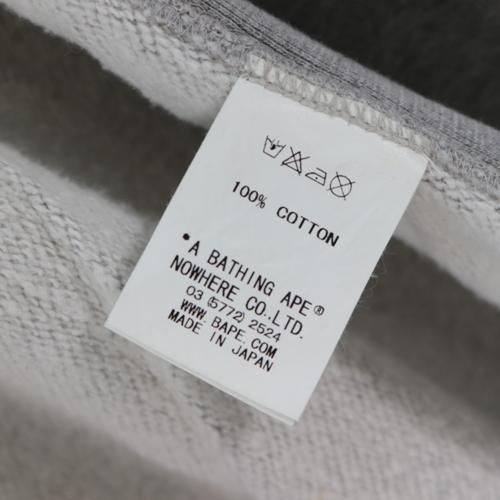 100% COTTON
• A BATHING APE®
NOWHERE CO.,LTD.
03 (5772) 2524
WWW. BAPE. COM
MADE IN JAPAN